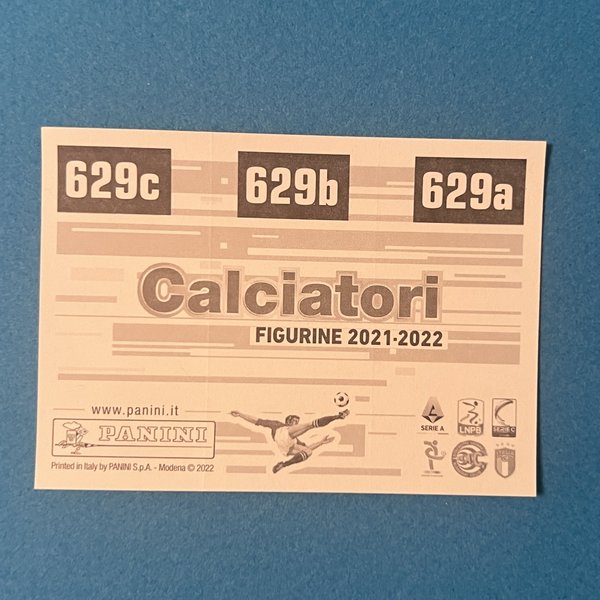 629c 629b 629a
Calciatori
FIGURINE 2021-2022
www.panini.it
PANINI
Printed in Italy by PANINI S.p.A. - Modena © 2022
SERIE A LNPB SERIE C